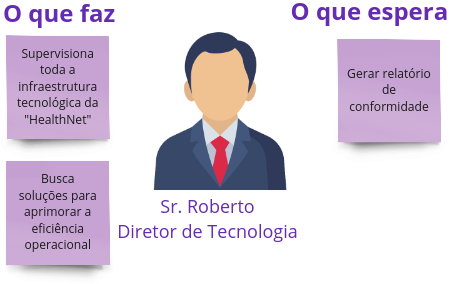 O que faz
O que espera
Supervisiona
toda a
infraestrutura
tecnológica da
"HealthNet"
Busca
soluções para
aprimorar a
eficiência
operacional
Gerar relatório
de
conformidade
Sr. Roberto
Diretor de Tecnologia